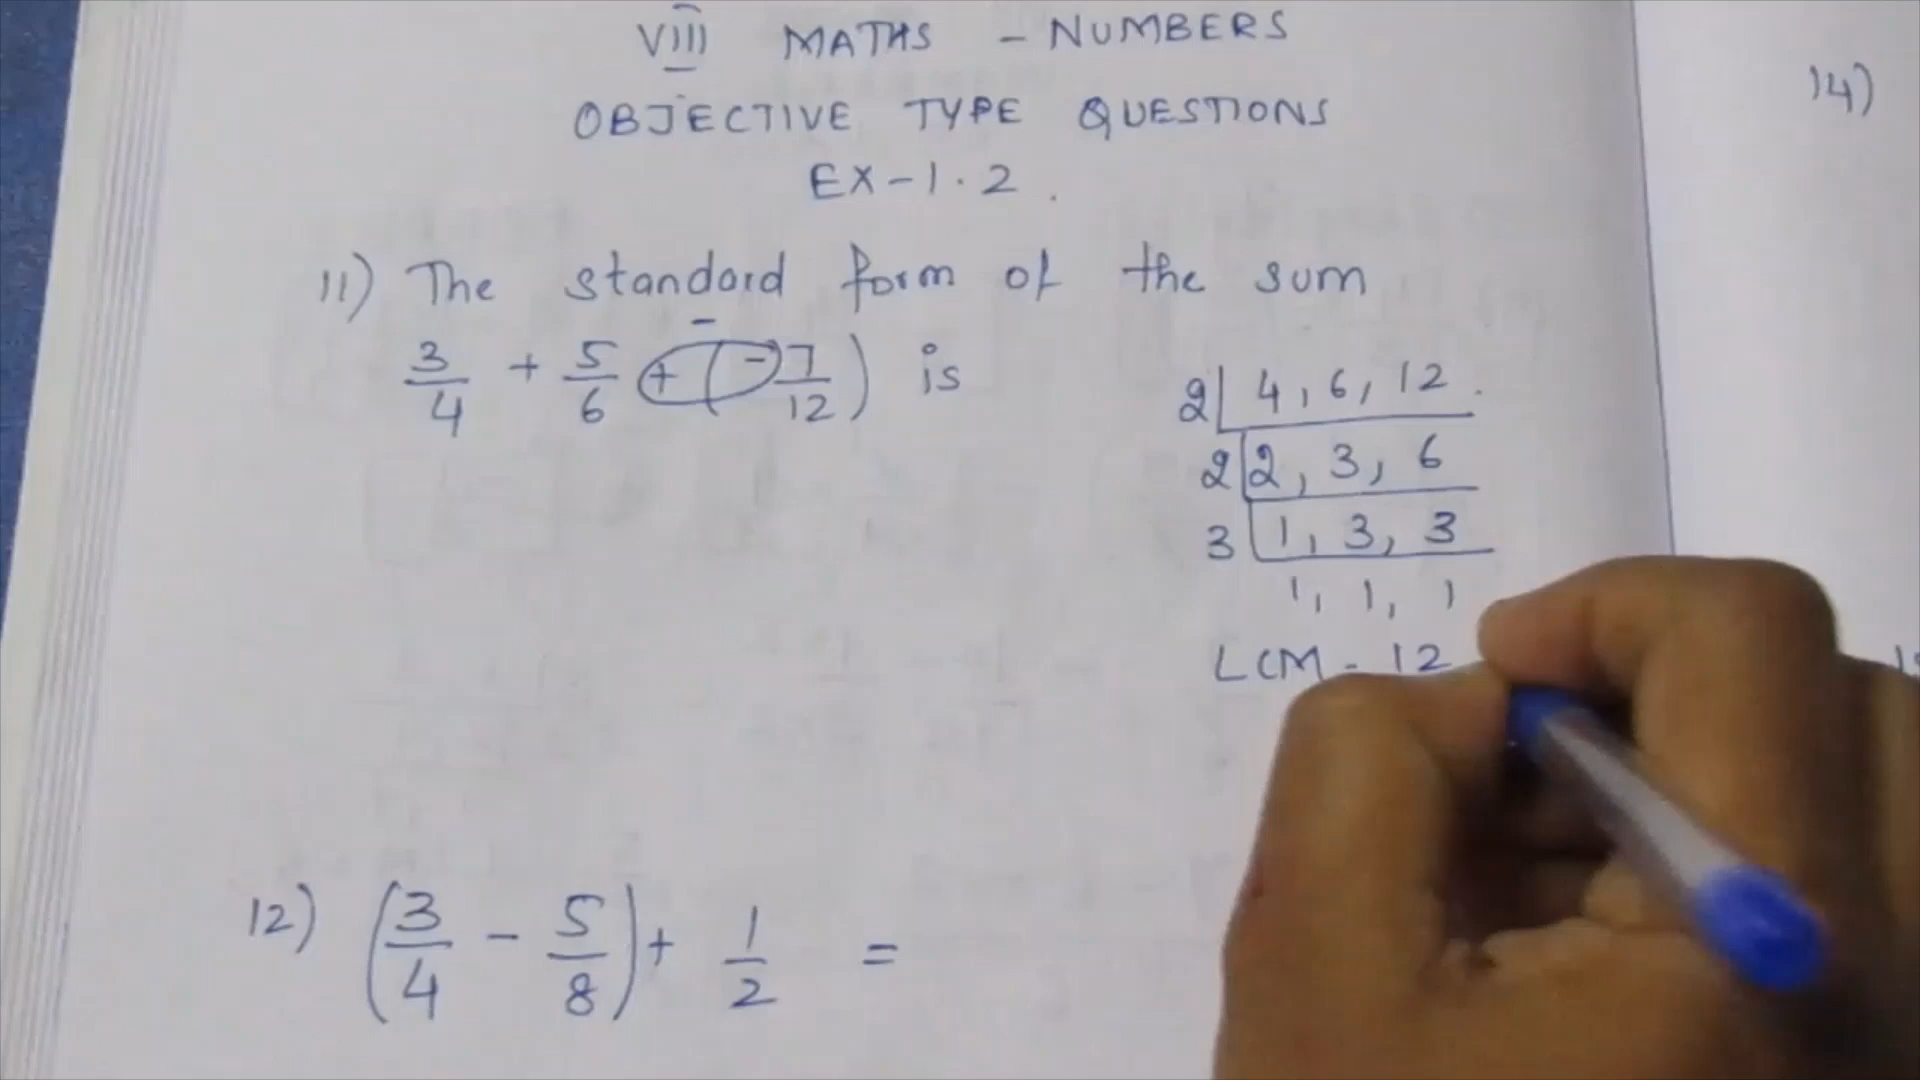 VIII MATHS - NUMBERS
OBJECTIVE TYPE QUESTIONS
EX-1.2.
11) The standard form of the sum
3/4 + 5/6 + (-7/12) is
-
2 | 4, 6, 12.
2 | 2, 3, 6
3 | 1, 3, 3
1, 1, 1
LCM - 12
12) (3/4 - 5/8) + 1/2 =
14)